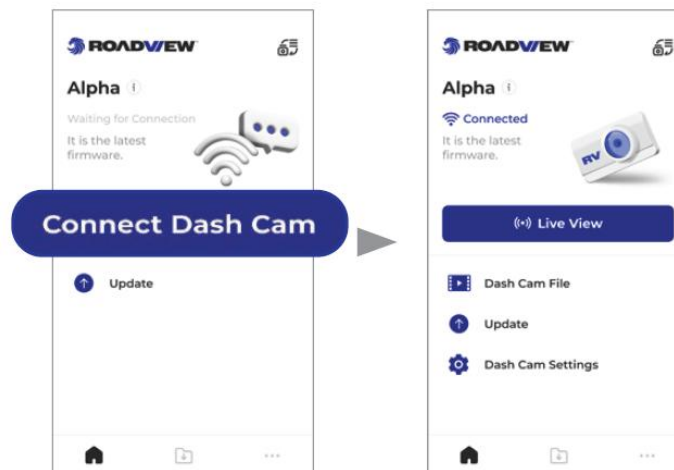 ROADVIEW
Alpha
Waiting for Connection
It is the latest
firmware.
Connect Dash Cam
Update
ROADVIEW
Alpha
Connected
It is the latest
firmware.
RV
Live View
Dash Cam File
Update
Dash Cam Settings